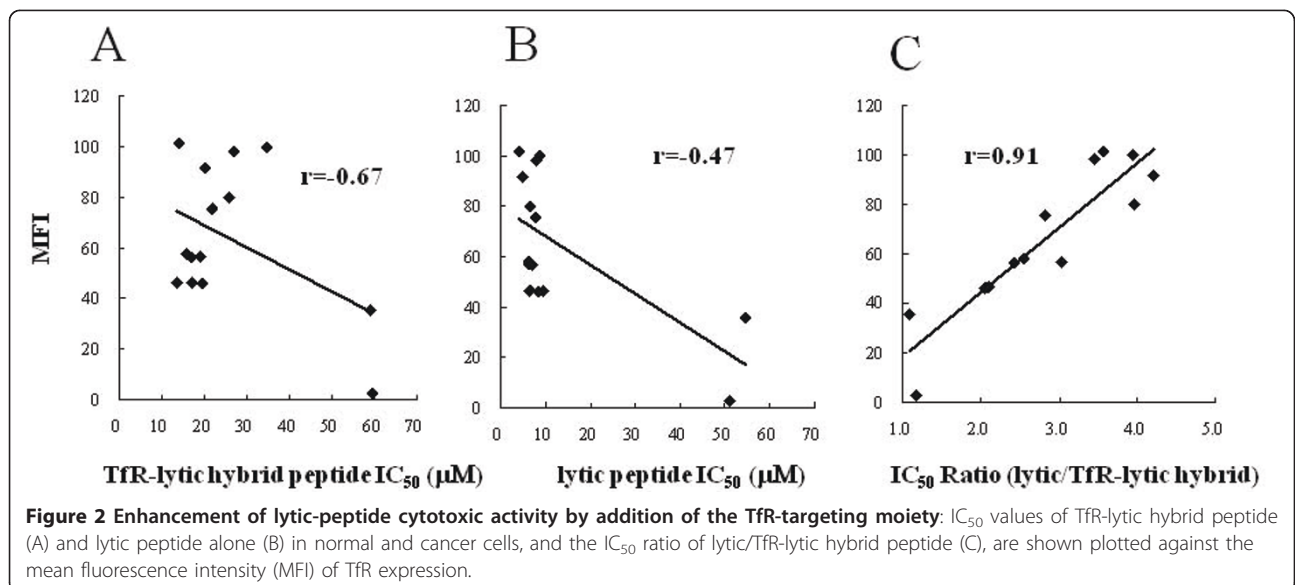 A
B
C
120
100
80
60
40
20
0
MFI
r=-0.67
0 10 20 30 40 50 60 70
TfR-lytic hybrid peptide IC₅₀ (μM)
120
100
80
60
40
20
0
r=-0.47
0 10 20 30 40 50 60 70
lytic peptide IC₅₀ (μM)
120
100
80
60
40
20
0
r=0.91
1.0 2.0 3.0 4.0 5.0
IC₅₀ Ratio (lytic/TfR-lytic hybrid)
Figure 2 Enhancement of lytic-peptide cytotoxic activity by addition of the TfR-targeting moiety: IC₅₀ values of TfR-lytic hybrid peptide
(A) and lytic peptide alone (B) in normal and cancer cells, and the IC₅₀ ratio of lytic/TfR-lytic hybrid peptide (C), are shown plotted against the
mean fluorescence intensity (MFI) of TfR expression.